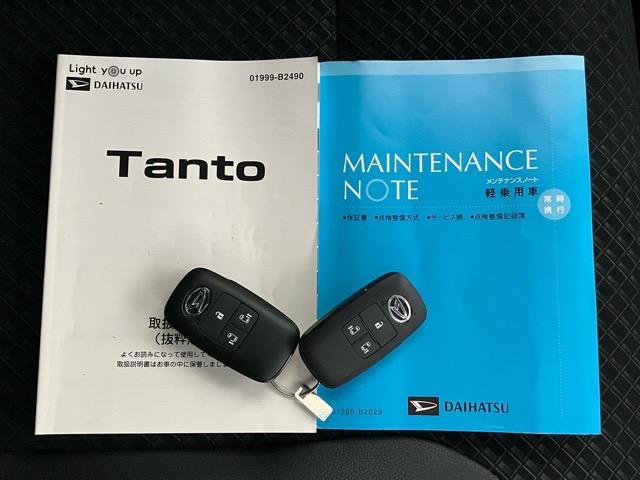 Light you up
DAIHATSU
01999-B2490
Tanto
取扱
(抜粋
よくお読みになって使用して
取扱説明書はお車の中に保管しまし
MAINTENANCE
NOTE
メンテナンスノート
軽乗用車
常時
携行
●保証書 ●点検整備方式 ●サービス網 ●点検整備記録簿
01999-B2029
DAIHATSU